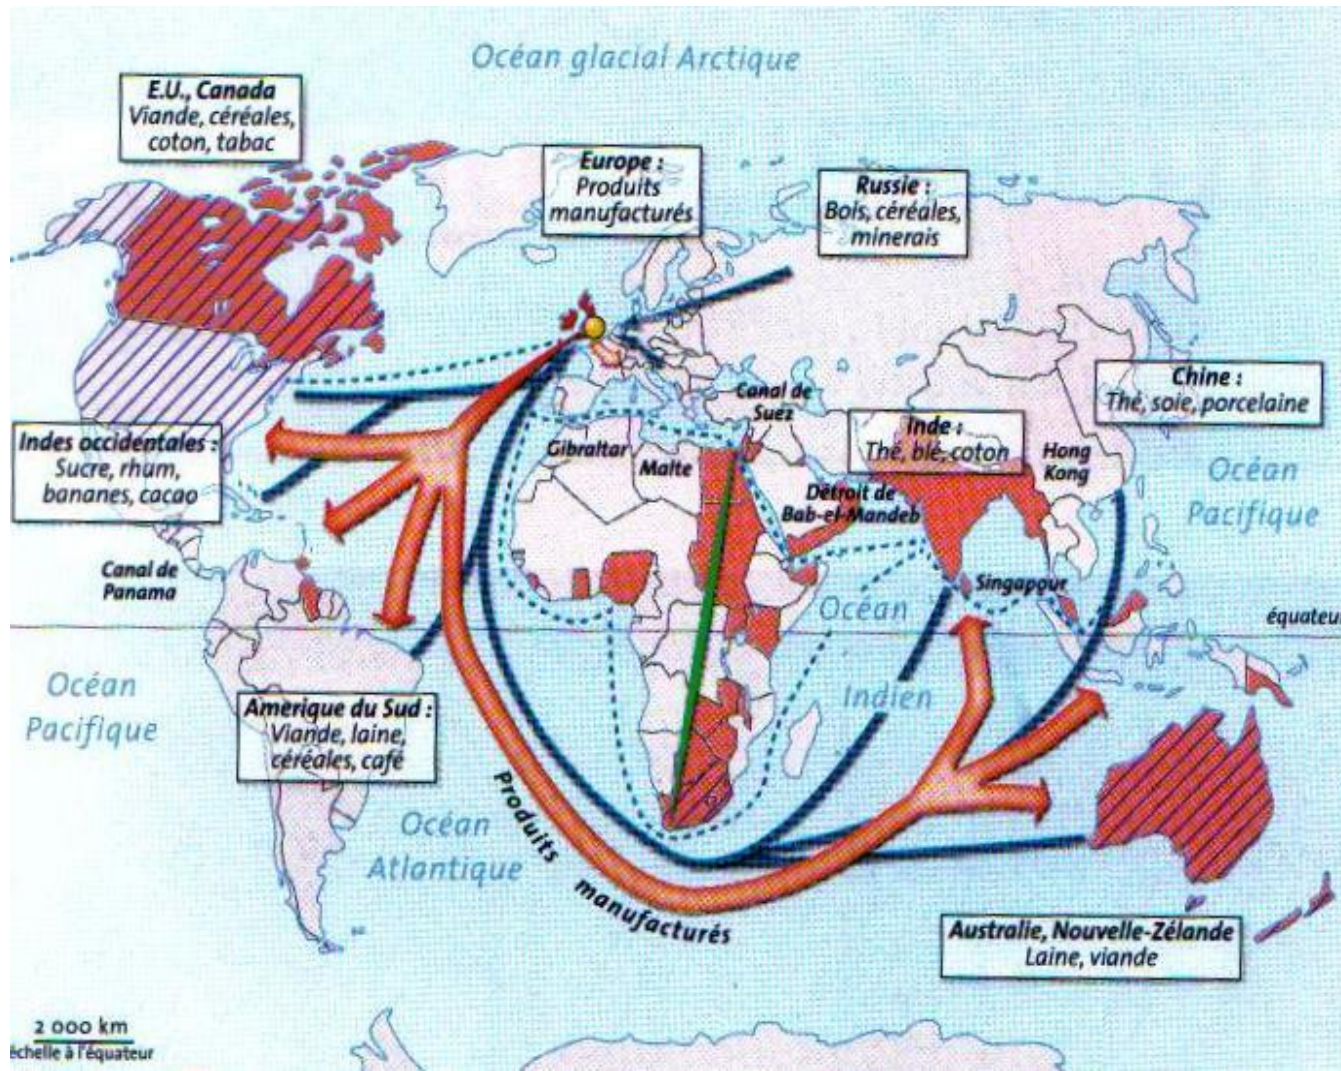 Océan glacial Arctique
E.U., Canada
Viande, céréales,
coton, tabac
Europe :
Produits
manufacturés
Russie :
Bois, céréales,
minerais
Chine :
Thé, soie, porcelaine
Canal de
Suez
Inde :
Thé, blé, coton
Hong
Kong
Indes occidentales :
Sucre, rhum,
bananes, cacao
Gibraltar
Malte
Détroit de
Bab-el-Mandeb
Océan
Pacifique
Canal de
Panama
Singapour
Océan
Indien
équateur
Océan
Pacifique
Amérique du Sud :
Viande, laine,
céréales, café
Océan
Atlantique
Produits
manufacturés
Australie, Nouvelle-Zélande
Laine, viande
2 000 km
échelle à l'équateur